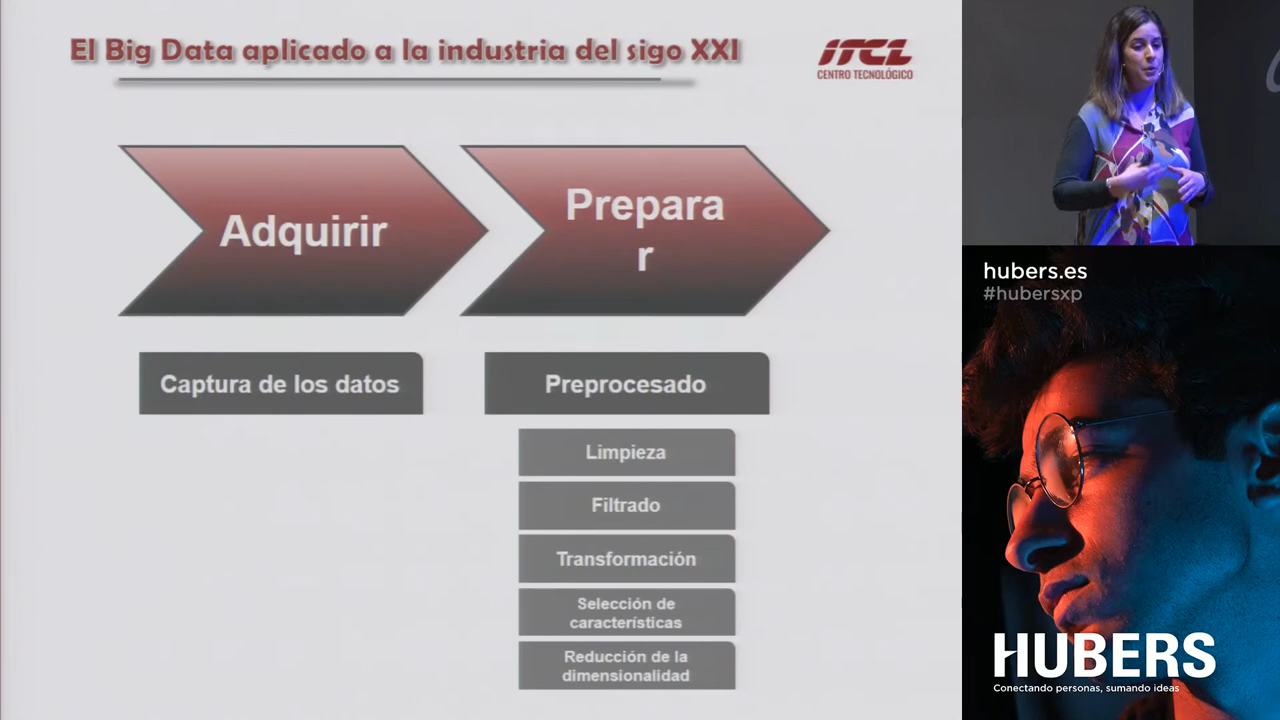 El Big Data aplicado a la industria del sigo XXI
ITCL
CENTRO TECNOLÓGICO
Adquirir
Prepara
r
Captura de los datos
Preprocesado
Limpieza
Filtrado
Transformación
Selección de
características
Reducción de la
dimensionalidad
hubers.es
#hubersxp
HUBERS
Conectando personas, sumando ideas